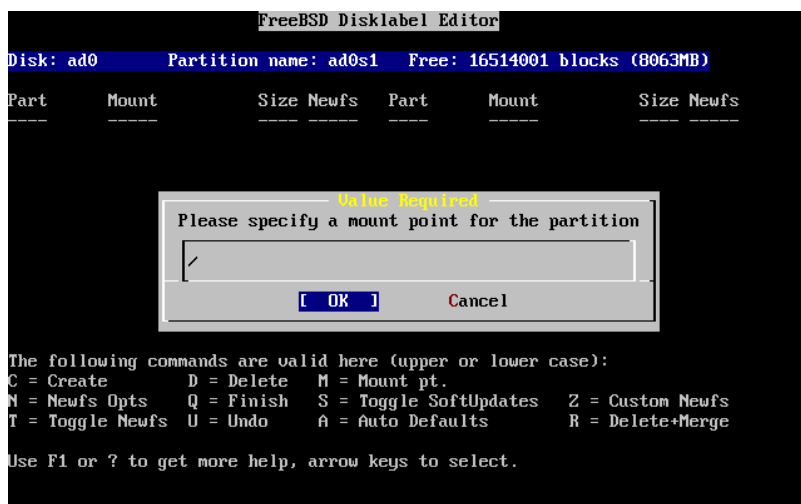 FreeBSD Disklabel Editor
Disk: ad0 Partition name: ad0s1 Free: 16514001 blocks (8063MB)
Part Mount Size Newfs Part Mount Size Newfs
---- ----- ---- ----- ---- ----- ---- -----
Value Required
Please specify a mount point for the partition
/
[ OK ] Cancel
The following commands are valid here (upper or lower case):
C = Create D = Delete M = Mount pt.
N = Newfs Opts Q = Finish S = Toggle SoftUpdates Z = Custom Newfs
T = Toggle Newfs U = Undo A = Auto Defaults R = Delete+Merge
Use F1 or ? to get more help, arrow keys to select.